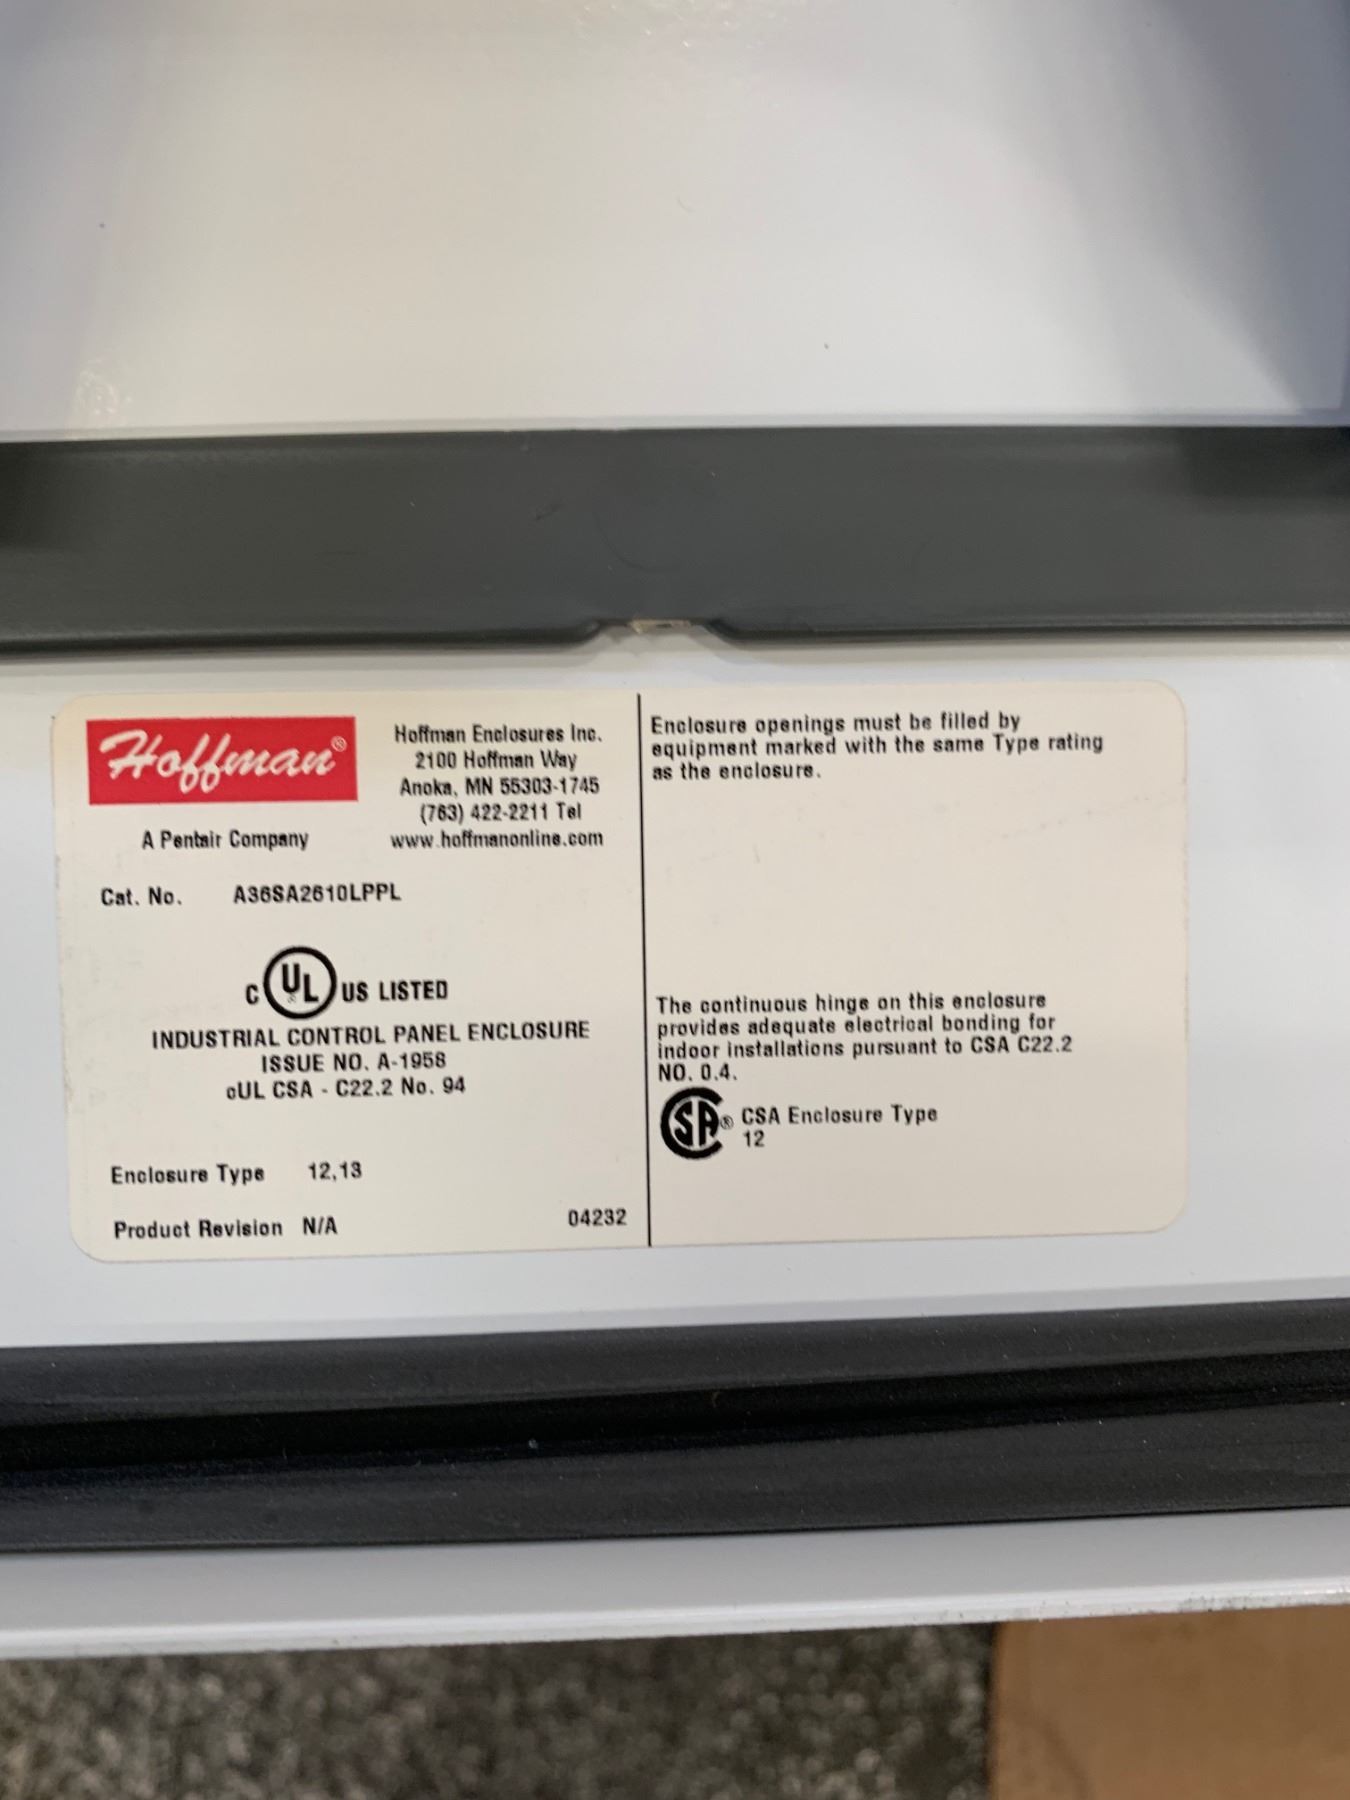 Hoffman®
A Pentair Company
Hoffman Enclosures Inc.
2100 Hoffman Way
Anoka, MN 55303-1745
(763) 422-2211 Tel
www.hoffmanonline.com
Cat. No. A36SA2610LPPL
C UL® US LISTED
INDUSTRIAL CONTROL PANEL ENCLOSURE
ISSUE NO. A-1958
cUL CSA - C22.2 No. 94
Enclosure Type 12,13
Product Revision N/A 04232
Enclosure openings must be filled by
equipment marked with the same Type rating
as the enclosure.
The continuous hinge on this enclosure
provides adequate electrical bonding for
indoor installations pursuant to CSA C22.2
NO. 0.4.
SA® CSA Enclosure Type
12